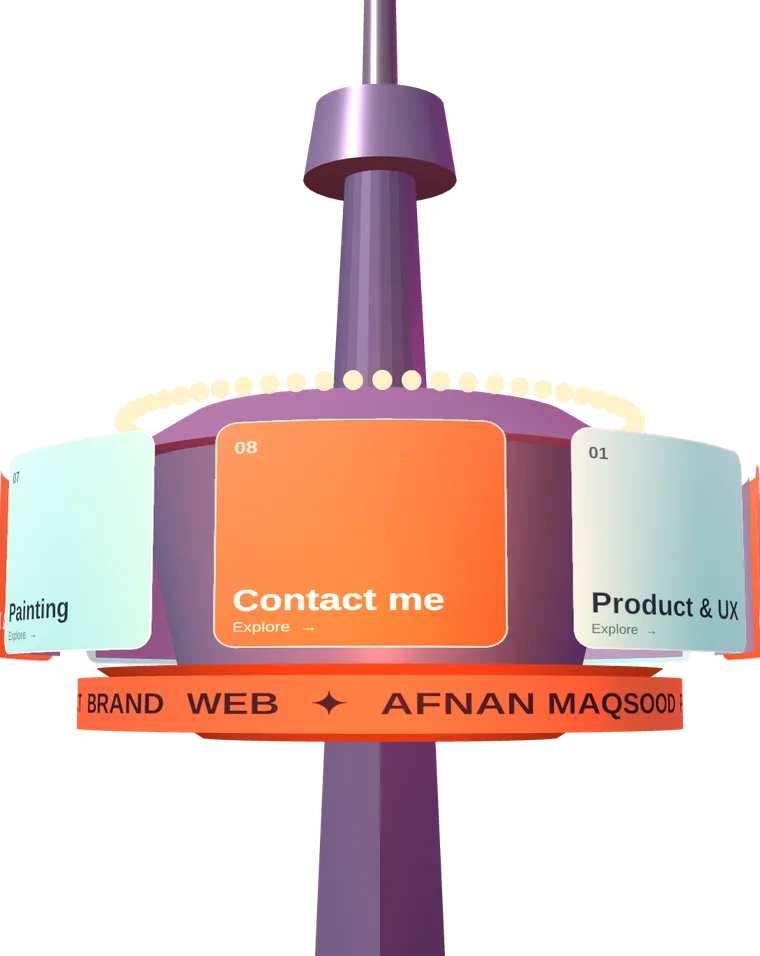 07
Painting
Explore →
08
Contact me
Explore →
01
Product & UX
Explore →
BRAND WEB ✦ AFNAN MAQSOOD